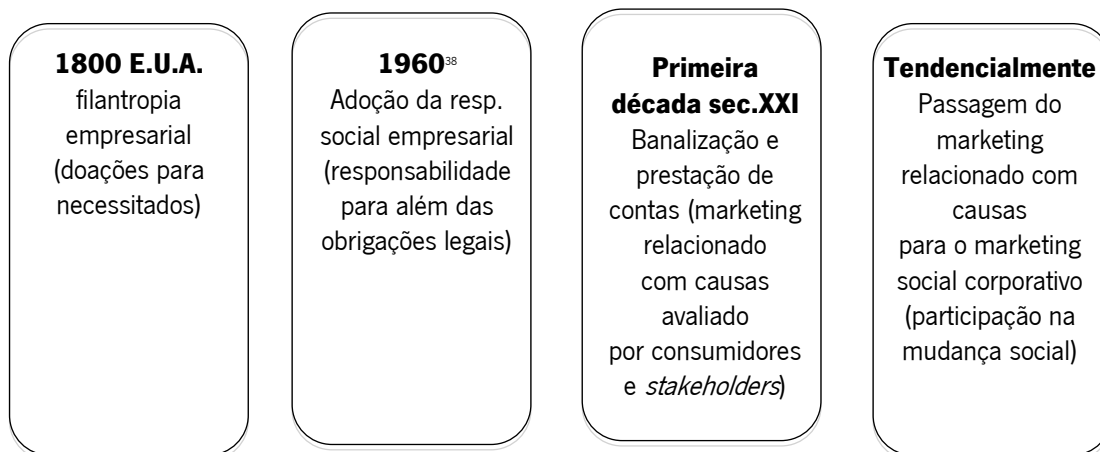 1800 E.U.A.
filantropia
empresarial
(doações para
necessitados)
1960³⁸
Adoção da resp.
social empresarial
(responsabilidade
para além das
obrigações legais)
Primeira
década sec.XXI
Banalização e
prestação de
contas (marketing
relacionado
com causas
avaliado
por consumidores
e stakeholders)
Tendencialmente
Passagem do
marketing
relacionado com
causas
para o marketing
social corporativo
(participação na
mudança social)